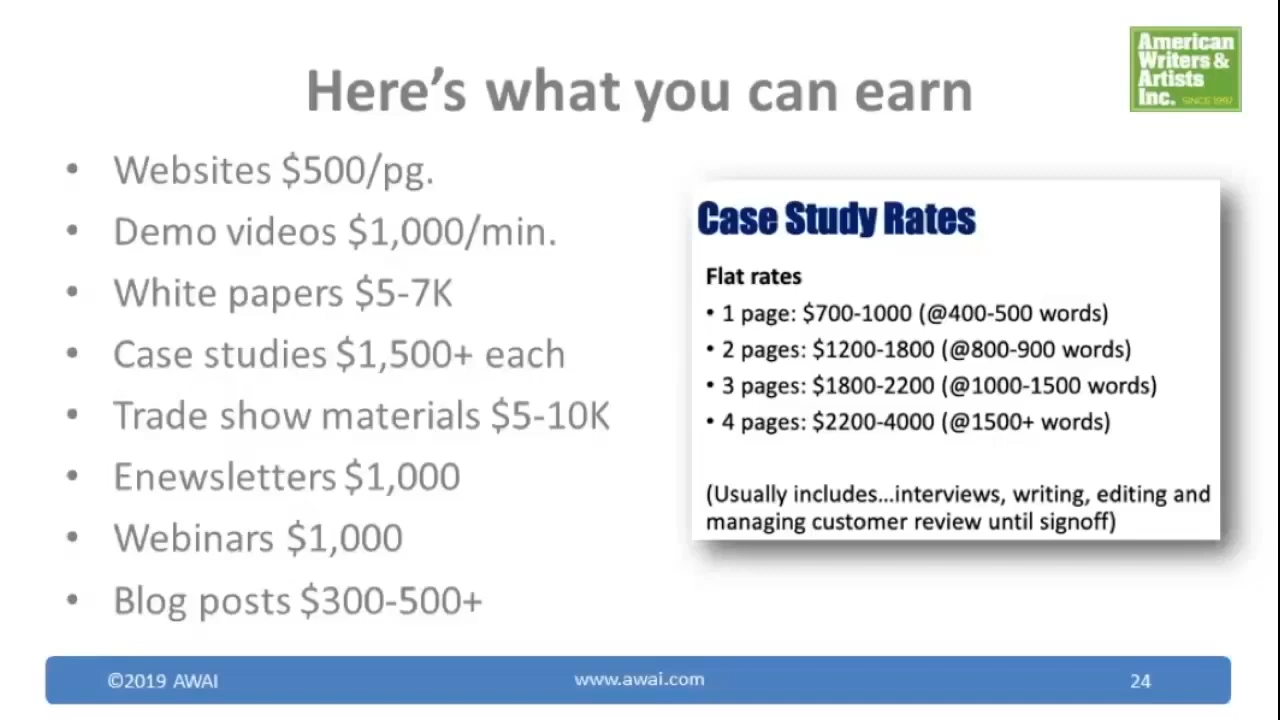 American
Writers &
Artists
Inc. SINCE 1997
Here's what you can earn
• Websites $500/pg.
• Demo videos $1,000/min.
• White papers $5-7K
• Case studies $1,500+ each
• Trade show materials $5-10K
• Enewsletters $1,000
• Webinars $1,000
• Blog posts $300-500+
Case Study Rates
Flat rates
• 1 page: $700-1000 (@400-500 words)
• 2 pages: $1200-1800 (@800-900 words)
• 3 pages: $1800-2200 (@1000-1500 words)
• 4 pages: $2200-4000 (@1500+ words)
(Usually includes...interviews, writing, editing and
managing customer review until signoff)
©2019 AWAI
www.awai.com
24